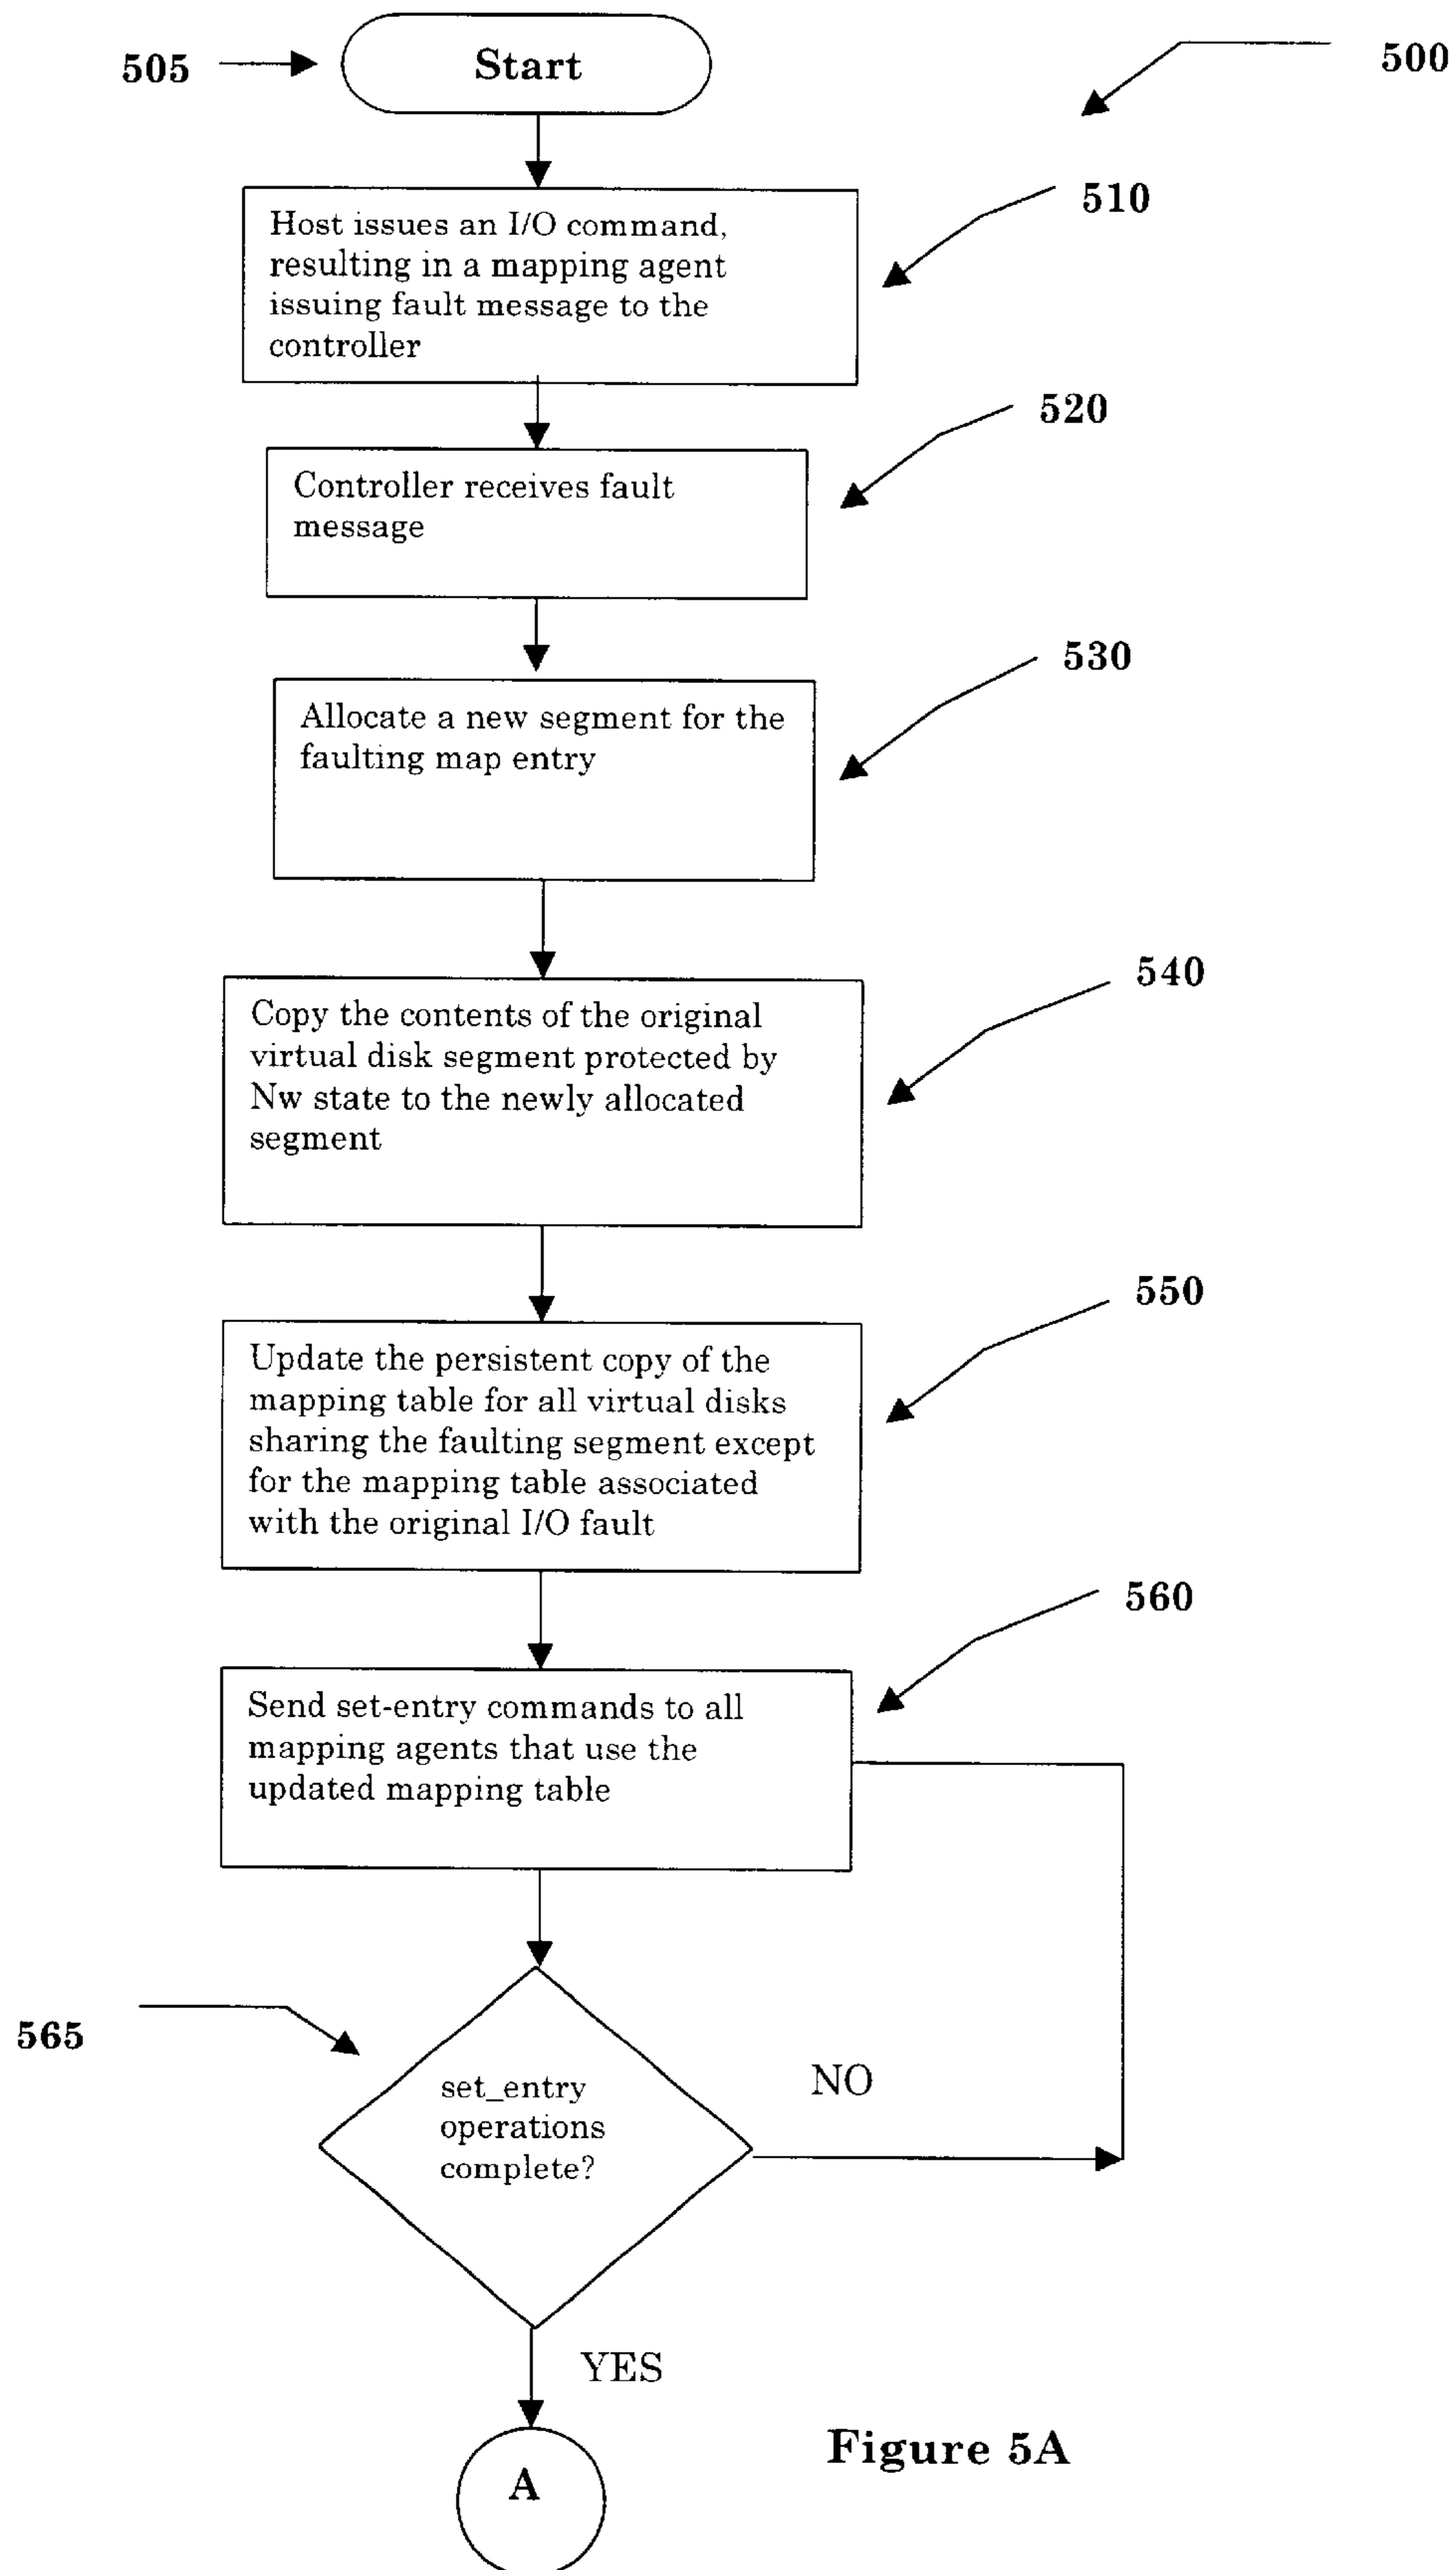 505
Start
500
510
Host issues an I/O command,
resulting in a mapping agent
issuing fault message to the
controller
520
Controller receives fault
message
530
Allocate a new segment for the
faulting map entry
540
Copy the contents of the original
virtual disk segment protected by
Nw state to the newly allocated
segment
550
Update the persistent copy of the
mapping table for all virtual disks
sharing the faulting segment except
for the mapping table associated
with the original I/O fault
560
Send set-entry commands to all
mapping agents that use the
updated mapping table
565
set_entry
operations
complete?
NO
YES
A
Figure 5A